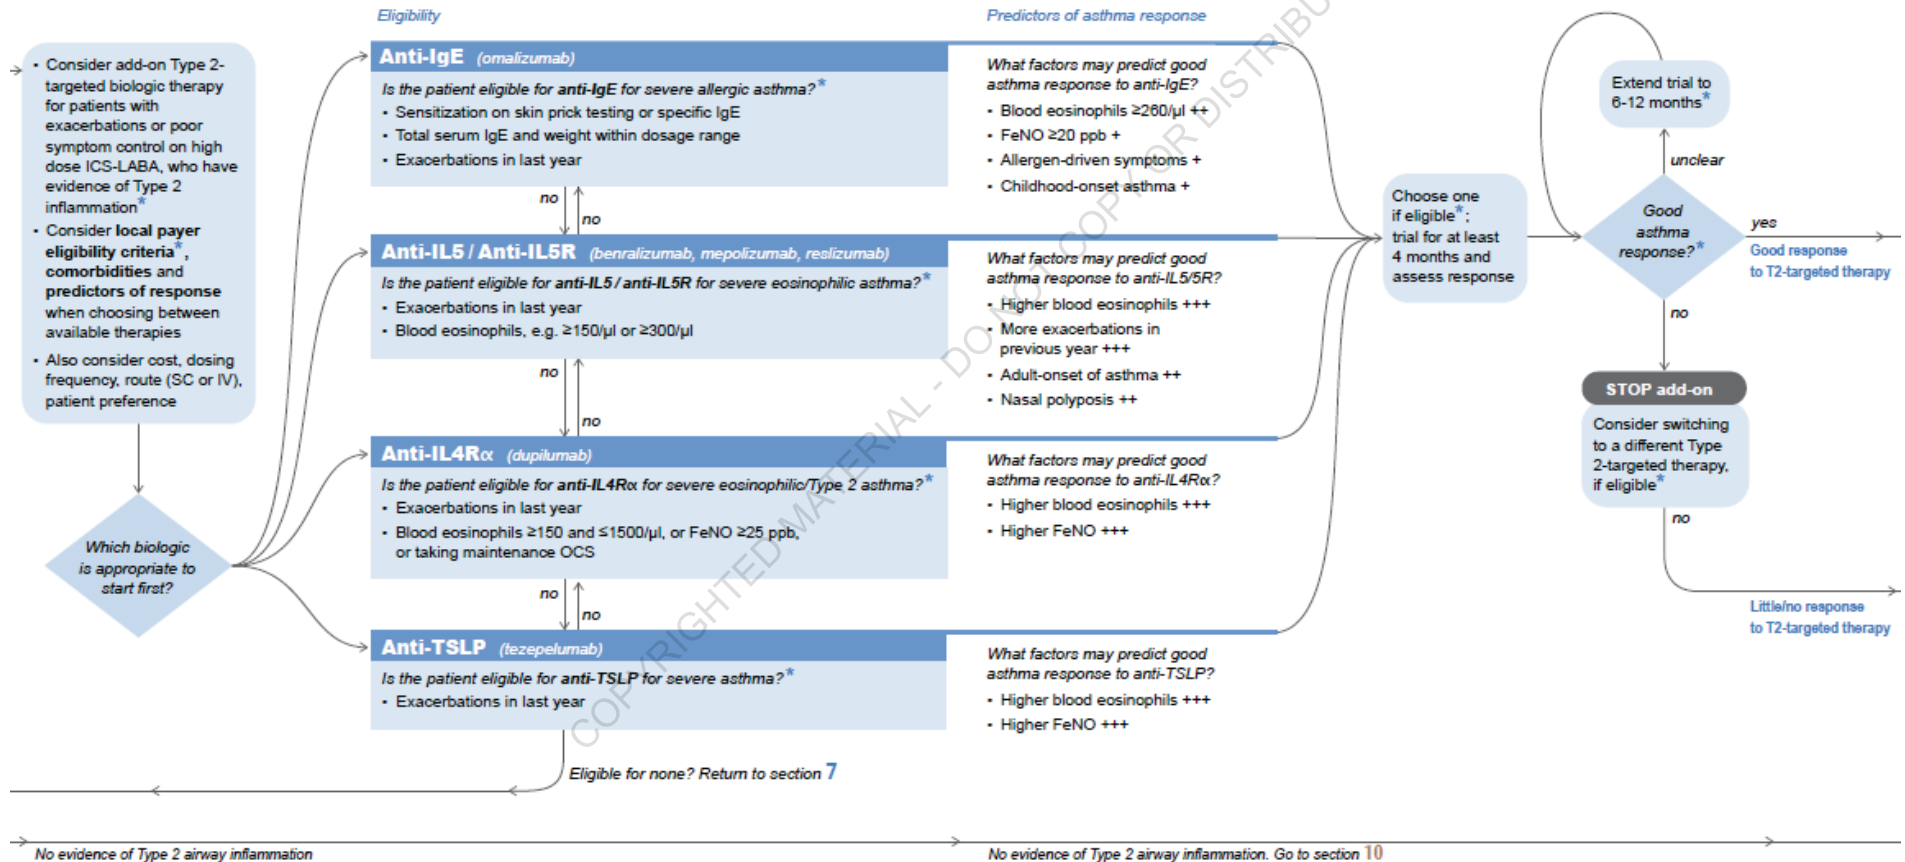 Eligibility
Predictors of asthma response
• Consider add-on Type 2-
targeted biologic therapy
for patients with
exacerbations or poor
symptom control on high
dose ICS-LABA, who have
evidence of Type 2
inflammation*
• Consider local payer
eligibility criteria*,
comorbidities and
predictors of response
when choosing between
available therapies
• Also consider cost, dosing
frequency, route (SC or IV),
patient preference
Which biologic
is appropriate to
start first?
Anti-IgE (omalizumab)
Is the patient eligible for anti-IgE for severe allergic asthma?*
• Sensitization on skin prick testing or specific IgE
• Total serum IgE and weight within dosage range
• Exacerbations in last year
What factors may predict good
asthma response to anti-IgE?
• Blood eosinophils ≥260/µl ++
• FeNO ≥20 ppb +
• Allergen-driven symptoms +
• Childhood-onset asthma +
no
no
Anti-IL5 / Anti-IL5R (benralizumab, mepolizumab, reslizumab)
Is the patient eligible for anti-IL5 / anti-IL5R for severe eosinophilic asthma?*
• Exacerbations in last year
• Blood eosinophils, e.g. ≥150/µl or ≥300/µl
What factors may predict good
asthma response to anti-IL5/5R?
• Higher blood eosinophils +++
• More exacerbations in
previous year +++
• Adult-onset of asthma ++
• Nasal polyposis ++
no
no
Anti-IL4Rα (dupilumab)
Is the patient eligible for anti-IL4Rα for severe eosinophilic/Type 2 asthma?*
• Exacerbations in last year
• Blood eosinophils ≥150 and ≤1500/µl, or FeNO ≥25 ppb,
or taking maintenance OCS
What factors may predict good
asthma response to anti-IL4Rα?
• Higher blood eosinophils +++
• Higher FeNO +++
no
no
Anti-TSLP (tezepelumab)
Is the patient eligible for anti-TSLP for severe asthma?*
• Exacerbations in last year
What factors may predict good
asthma response to anti-TSLP?
• Higher blood eosinophils +++
• Higher FeNO +++
Eligible for none? Return to section 7
Choose one
if eligible*;
trial for at least
4 months and
assess response
Extend trial to
6-12 months*
unclear
Good
asthma
response?*
yes
Good response
to T2-targeted therapy
no
STOP add-on
Consider switching
to a different Type
2-targeted therapy,
if eligible*
no
Little/no response
to T2-targeted therapy
No evidence of Type 2 airway inflammation
No evidence of Type 2 airway inflammation. Go to section 10
COPYRIGHTED MATERIAL - DO NOT COPY OR DISTRIBU